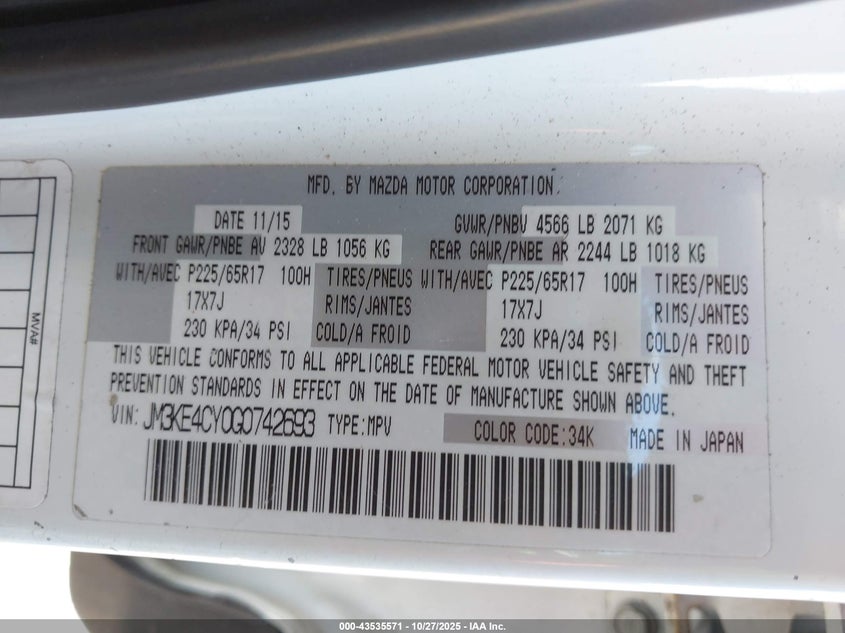 MFD. BY MAZDA MOTOR CORPORATION.
DATE 11/15 GVWR/PNBV 4566 LB 2071 KG
FRONT GAWR/PNBE AV 2328 LB 1056 KG REAR GAWR/PNBE AR 2244 LB 1018 KG
WITH/AVEC P225/65R17 100H TIRES/PNEUS WITH/AVEC P225/65R17 100H TIRES/PNEUS
17X7J RIMS/JANTES 17X7J RIMS/JANTES
230 KPA/34 PSI COLD/A FROID 230 KPA/34 PSI COLD/A FROID
THIS VEHICLE CONFORMS TO ALL APPLICABLE FEDERAL MOTOR VEHICLE SAFETY AND THEFT
PREVENTION STANDARDS IN EFFECT ON THE DATE OF MANUFACTURE SHOWN ABOVE.
VIN: JM3KE4CY0G0742693 TYPE:MPV COLOR CODE:34K MADE IN JAPAN
MVA#
000-43535571 | 10/27/2025 - IAA Inc.